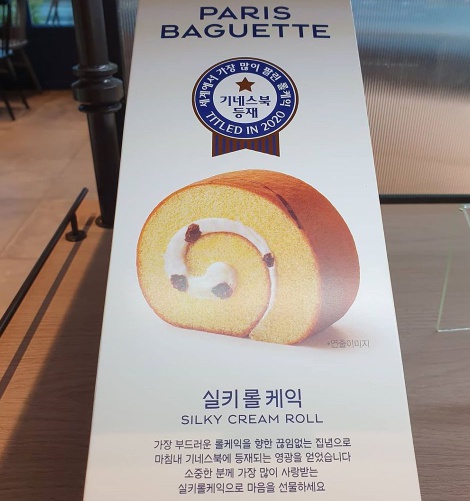 PARIS
BAGUETTE
세계에서 가장 많이 팔린 롤케익
기네스북
등재
TITLED IN 2020
*연출이미지
실키롤케익
SILKY CREAM ROLL
가장 부드러운 롤케익을 향한 끊임없는 집념으로
마침내 기네스북에 등재되는 영광을 얻었습니다
소중한 분께 가장 많이 사랑받는
실키롤케익으로 마음을 선물하세요